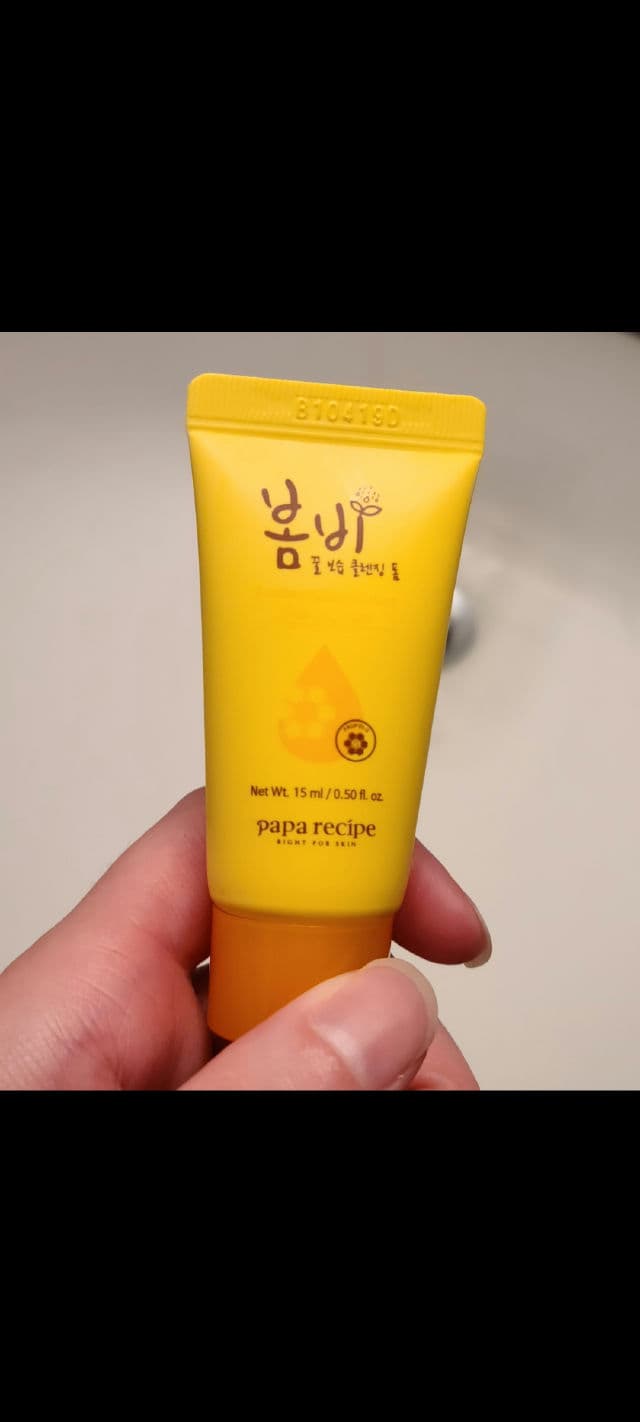 B10419D
봄비
꿀 보습 클렌징 폼
PROPOLIS
Net Wt. 15 ml / 0.50 fl. oz.
papa recipe
RIGHT FOR SKIN